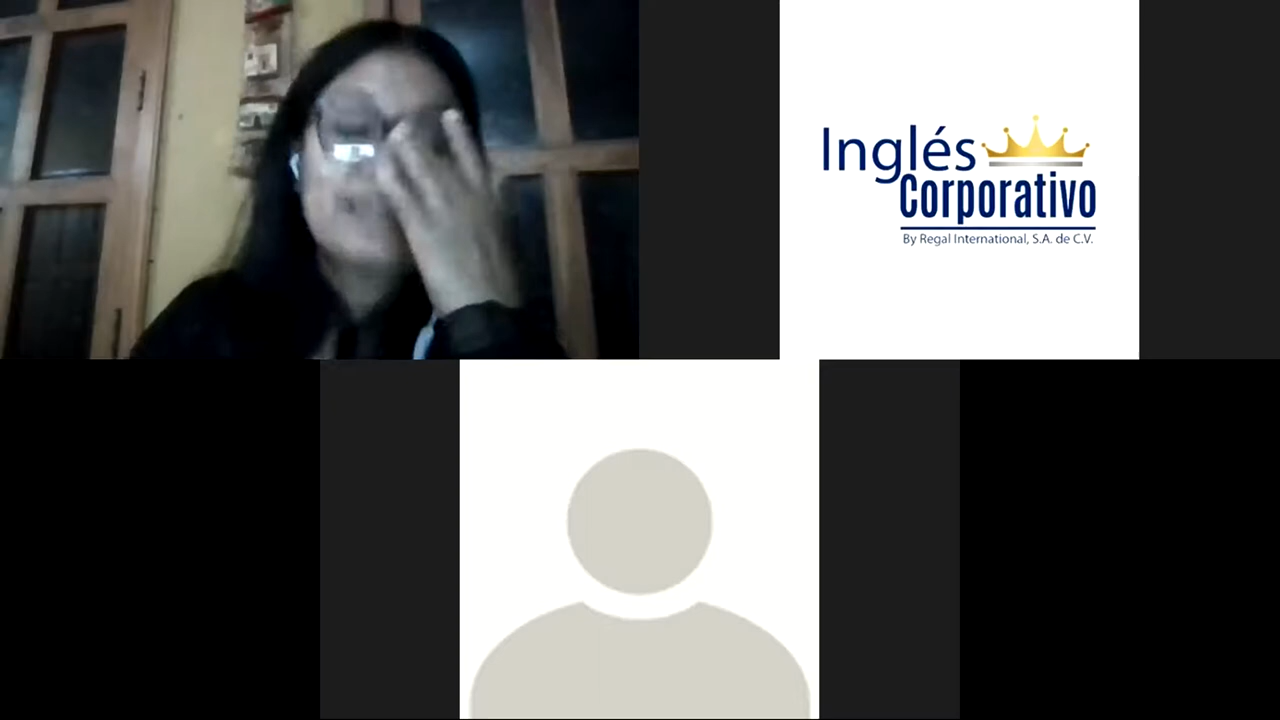 Inglés
Corporativo
By Regal International, S.A. de C.V.